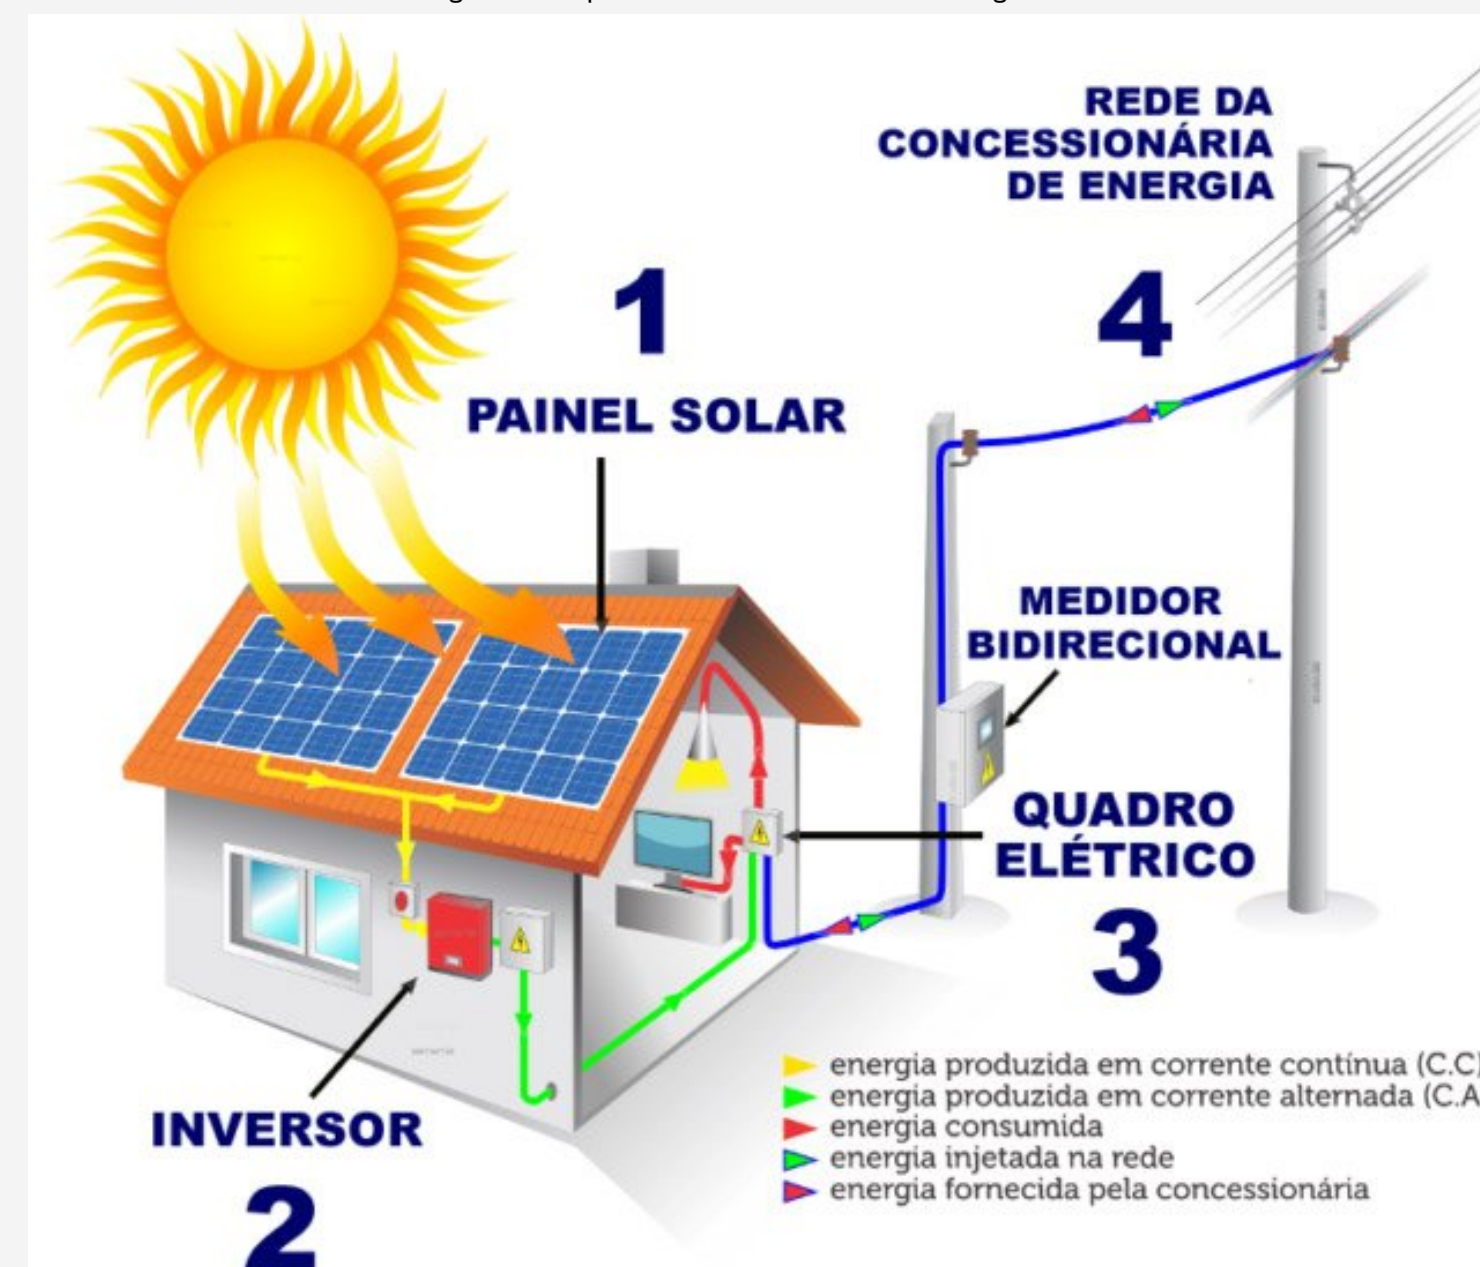 REDE DA
CONCESSIONÁRIA
DE ENERGIA
1
4
PAINEL SOLAR
MEDIDOR
BIDIRECIONAL
QUADRO
ELÉTRICO
3
energia produzida em corrente contínua (C.C)
energia produzida em corrente alternada (C.A
energia consumida
energia injetada na rede
energia fornecida pela concessionária
INVERSOR
2